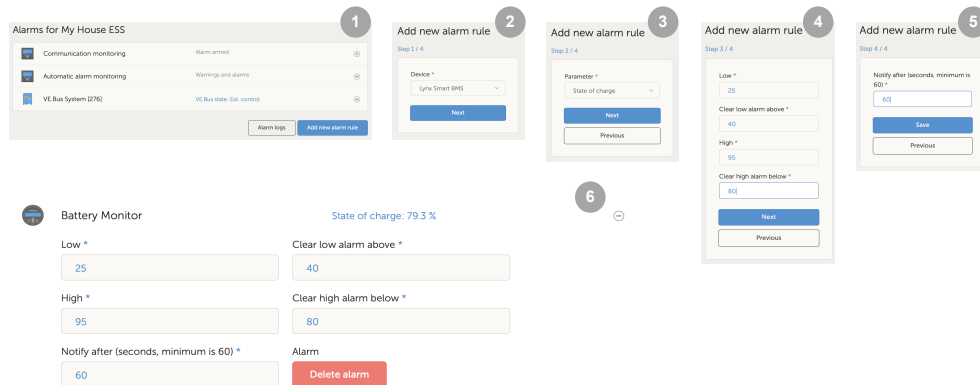 1
Alarms for My House ESS
Communication monitoring
Alarm armed
Automatic alarm monitoring
Warnings and alarms
VE.Bus System [276]
VE.Bus state: Ext. control
Alarm logs
Add new alarm rule
2
Add new alarm rule
Step 1 / 4
Device *
Lynx Smart BMS
Next
3
Add new alarm rule
Step 2 / 4
Parameter *
State of charge
Next
Previous
4
Add new alarm rule
Step 3 / 4
Low *
25
Clear low alarm above *
40
High *
95
Clear high alarm below *
80
Next
Previous
5
Add new alarm rule
Step 4 / 4
Notify after (seconds, minimum is
60) *
60
Save
Previous
6
Battery Monitor
State of charge: 79.3 %
Low *
Clear low alarm above *
25
40
High *
Clear high alarm below *
95
80
Notify after (seconds, minimum is 60) *
Alarm
60
Delete alarm